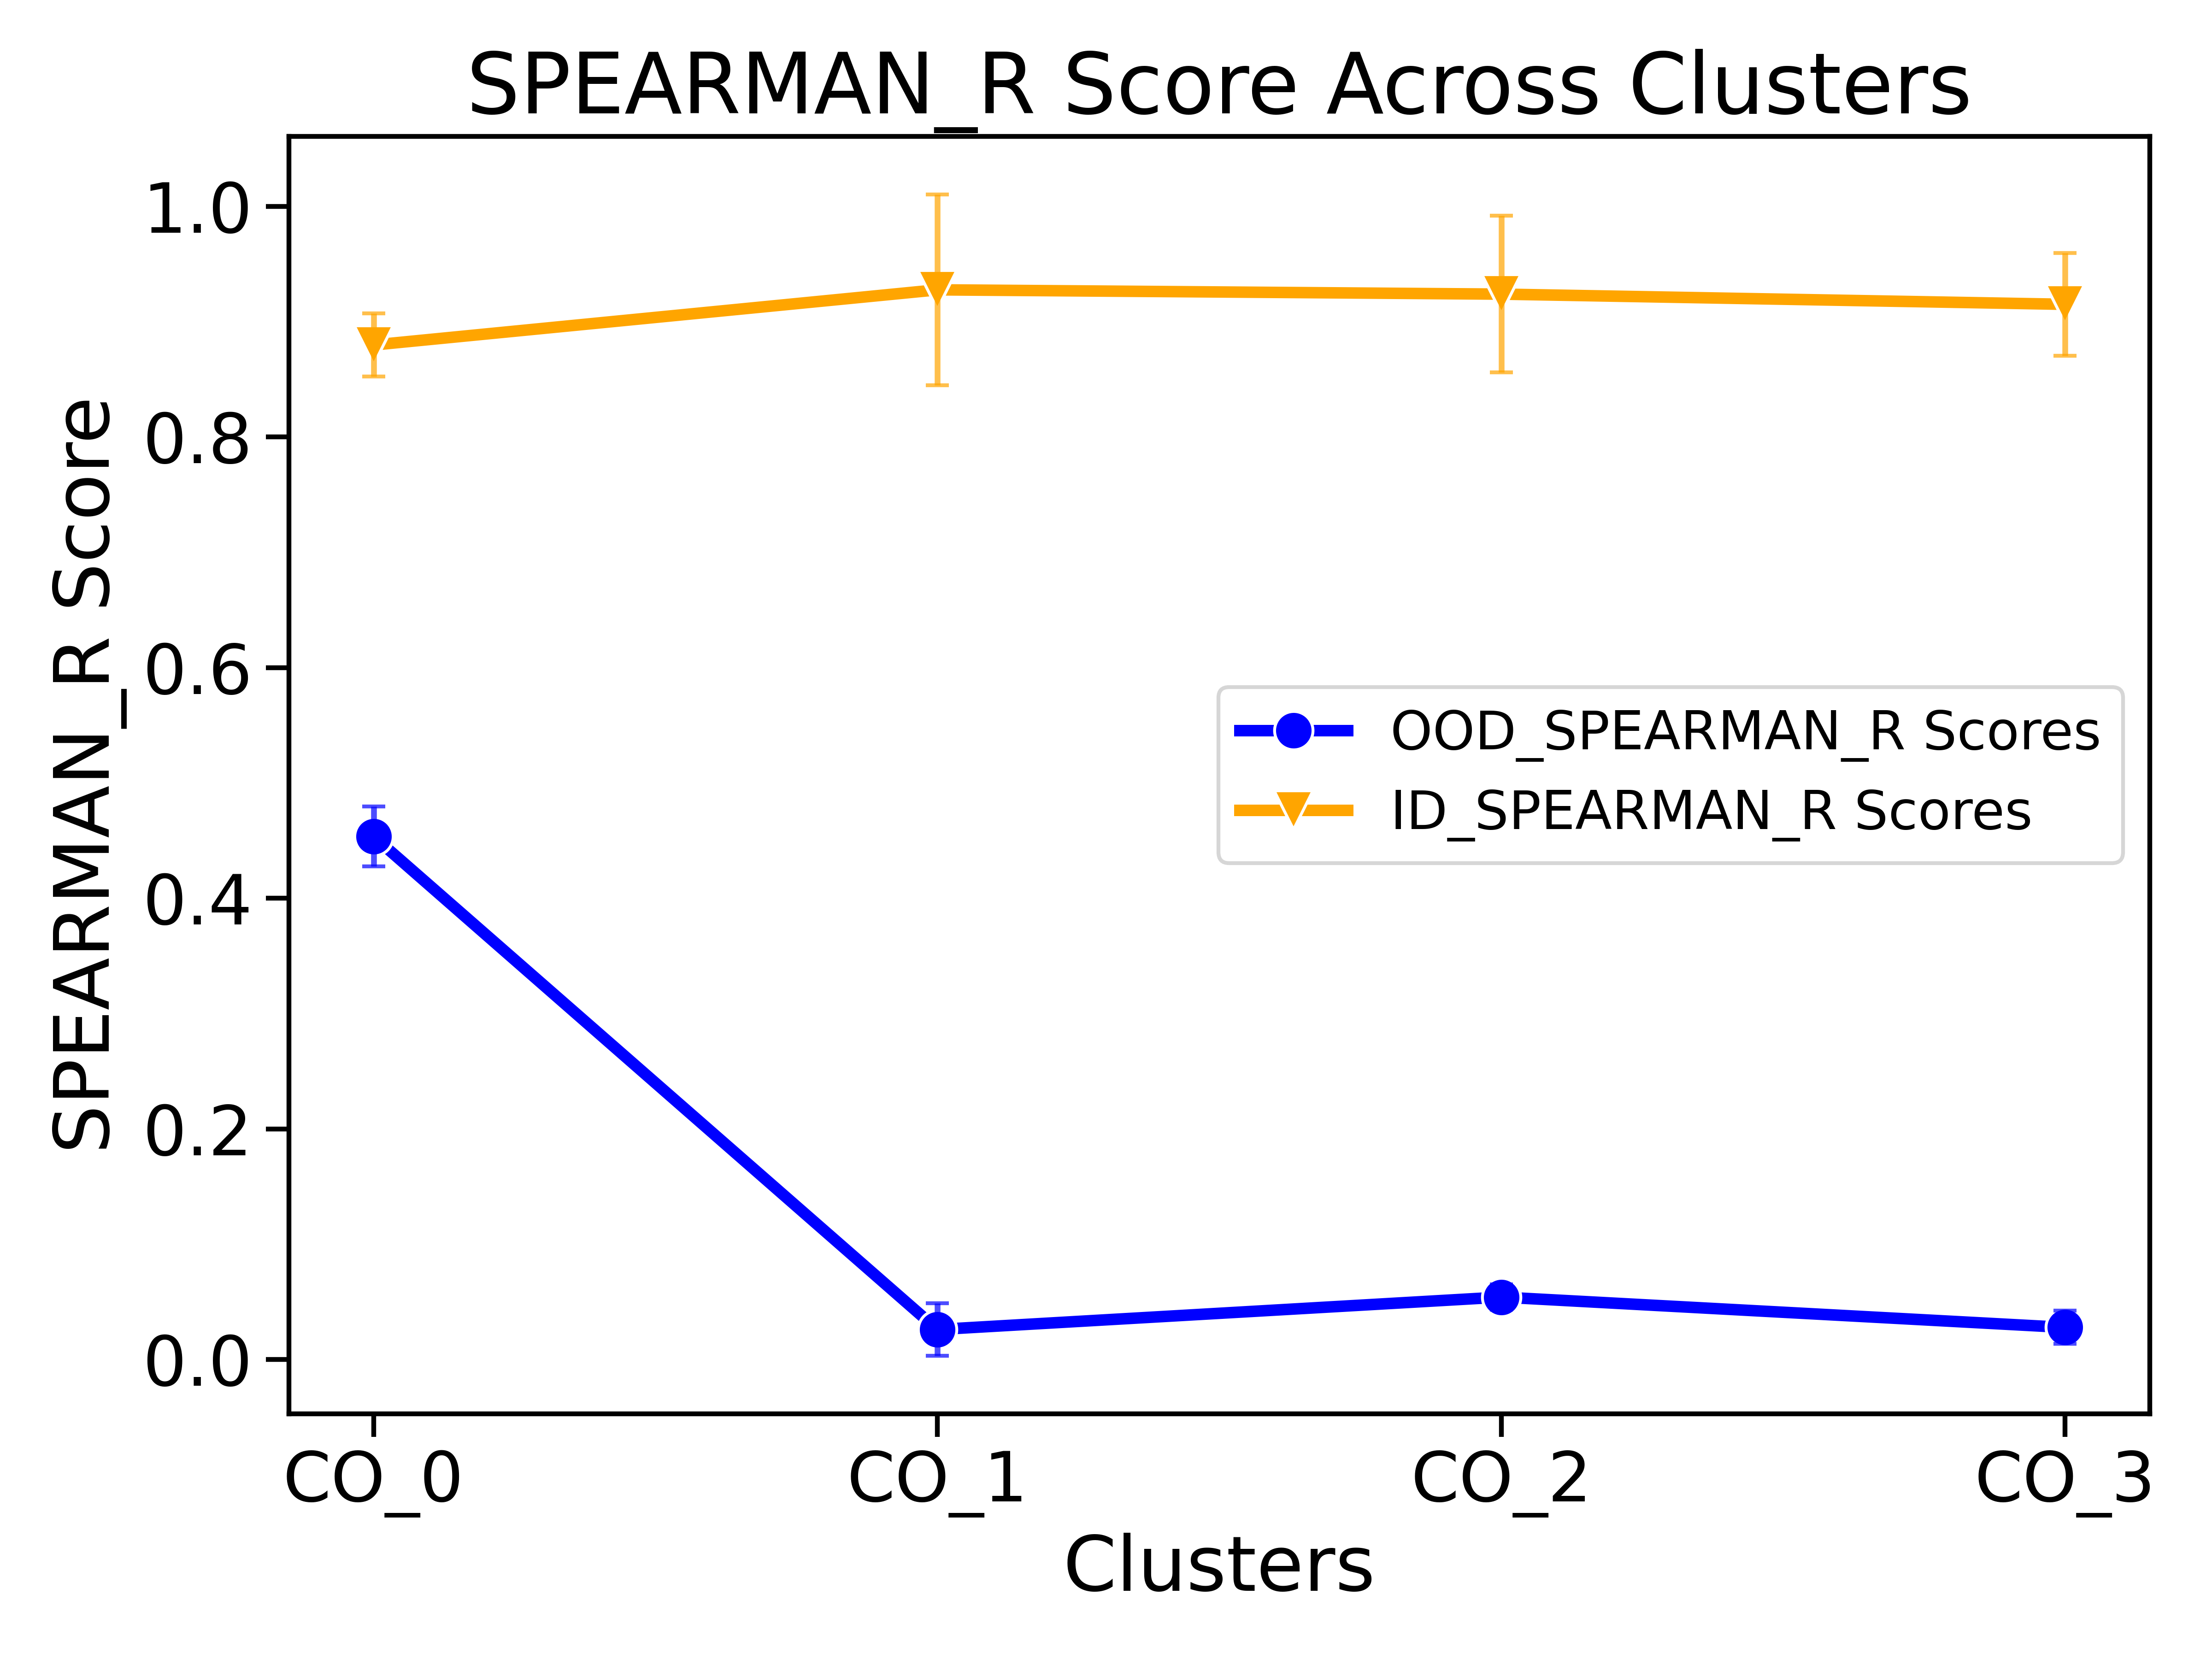 SPEARMAN_R Score Across Clusters
SPEARMAN_R Score
1.0
0.8
0.6
0.4
0.2
0.0
OOD_SPEARMAN_R Scores
ID_SPEARMAN_R Scores
CO_0
CO_1
CO_2
CO_3
Clusters